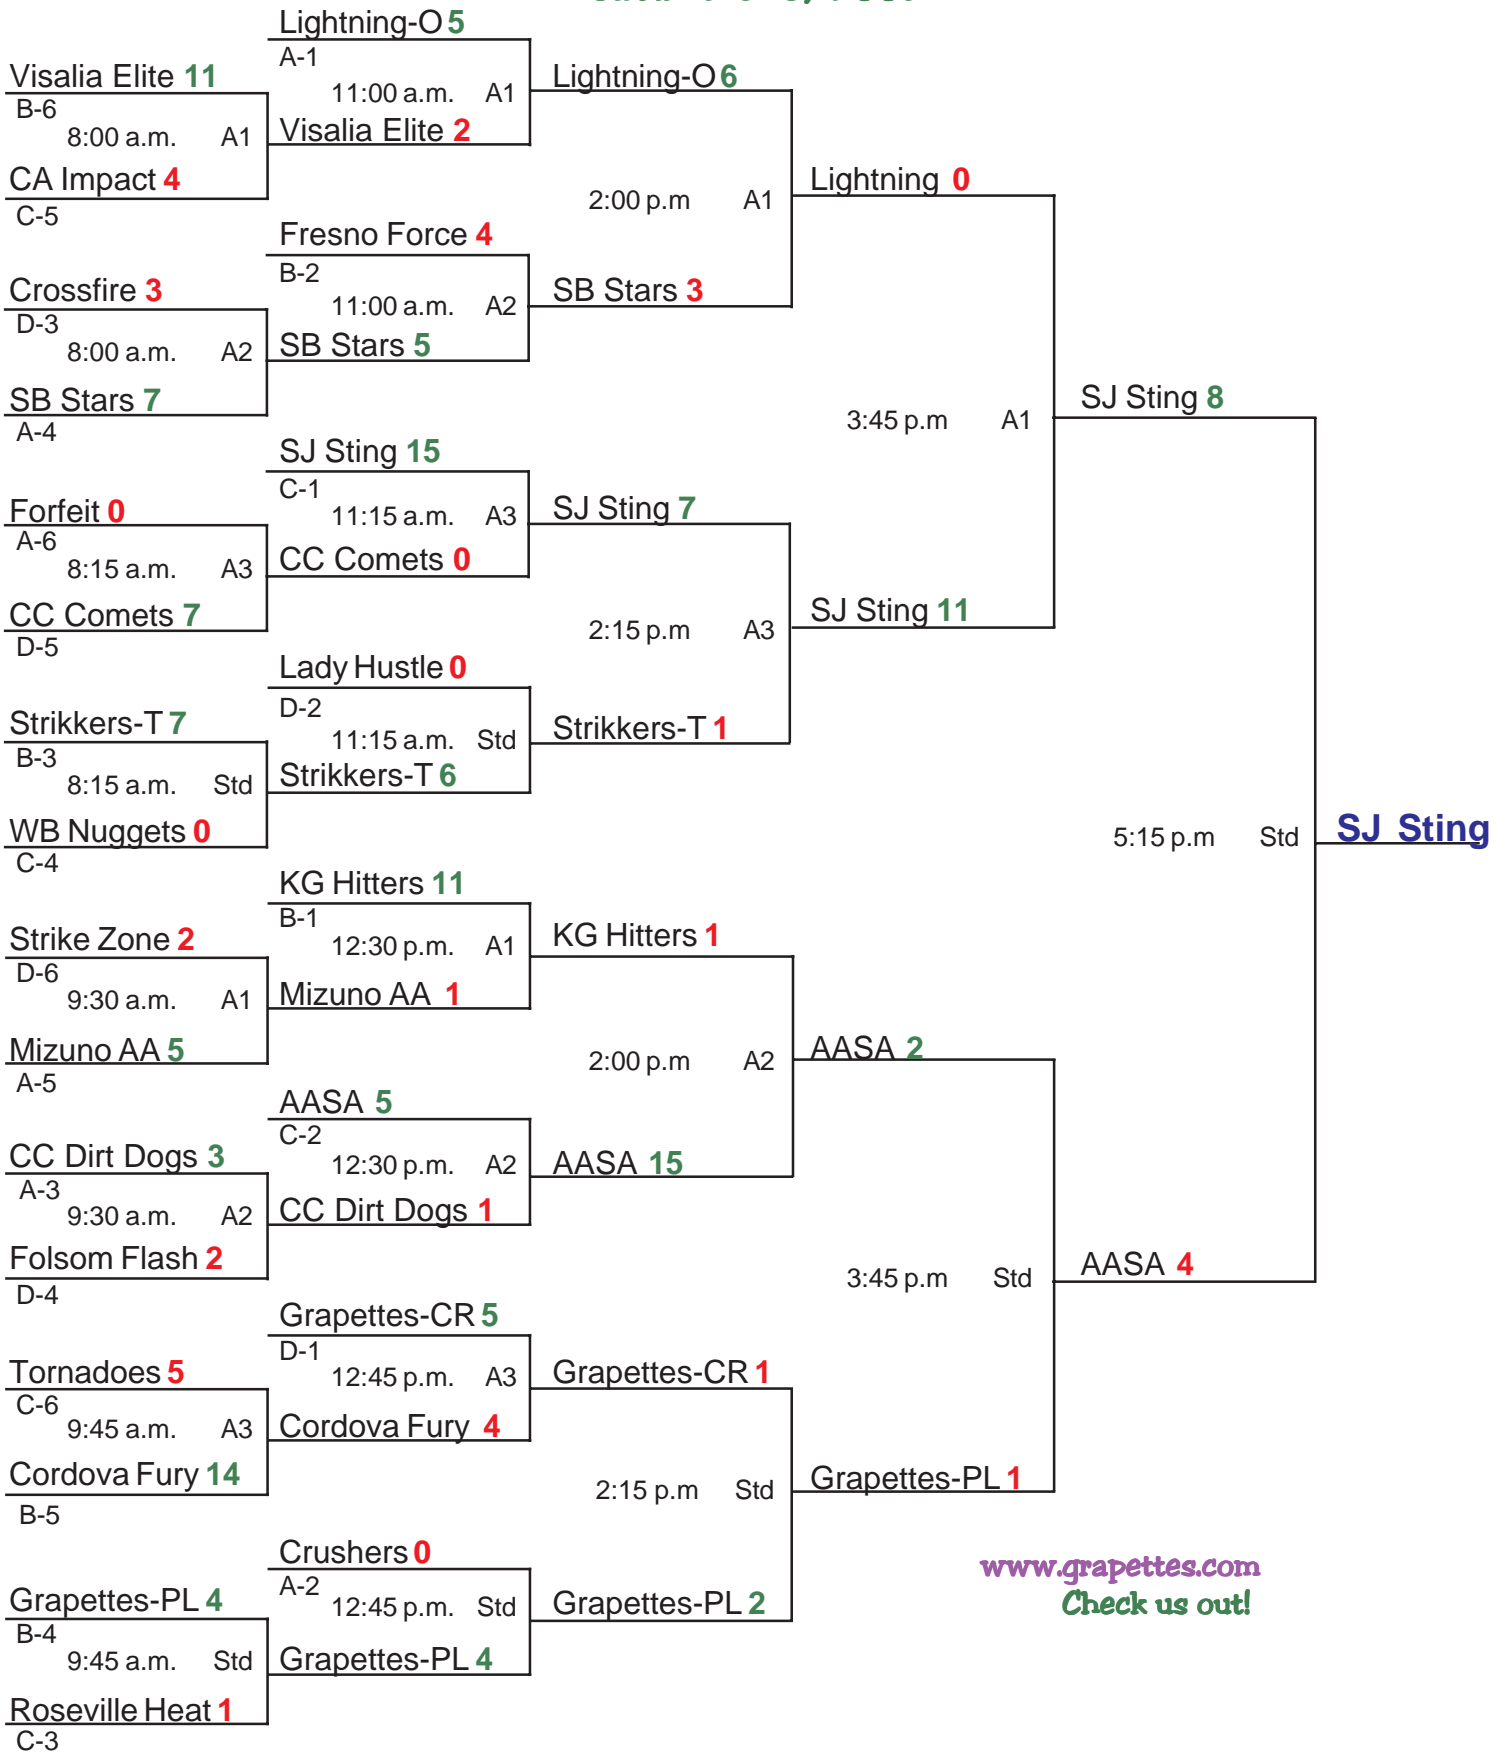 Lightning-O 5
A-1
11:00 a.m. A1
Visalia Elite 2
Visalia Elite 11
B-6
8:00 a.m. A1
CA Impact 4
C-5
Lightning-O 6
2:00 p.m A1
SB Stars 3
Fresno Force 4
B-2
11:00 a.m. A2
SB Stars 5
Crossfire 3
D-3
8:00 a.m. A2
SB Stars 7
A-4
Lightning 0
3:45 p.m A1
SJ Sting 11
SJ Sting 15
C-1
11:15 a.m. A3
CC Comets 0
Forfeit 0
A-6
8:15 a.m. A3
CC Comets 7
D-5
SJ Sting 7
2:15 p.m A3
Strikkers-T 1
Lady Hustle 0
D-2
11:15 a.m. Std
Strikkers-T 6
Strikkers-T 7
B-3
8:15 a.m. Std
WB Nuggets 0
C-4
SJ Sting 8
5:15 p.m Std
SJ Sting
AASA 4
KG Hitters 11
B-1
12:30 p.m. A1
Mizuno AA 1
Strike Zone 2
D-6
9:30 a.m. A1
Mizuno AA 5
A-5
KG Hitters 1
2:00 p.m A2
AASA 15
AASA 5
C-2
12:30 p.m. A2
CC Dirt Dogs 1
CC Dirt Dogs 3
A-3
9:30 a.m. A2
Folsom Flash 2
D-4
AASA 2
3:45 p.m Std
Grapettes-PL 1
Grapettes-CR 5
D-1
12:45 p.m. A3
Cordova Fury 4
Tornadoes 5
C-6
9:45 a.m. A3
Cordova Fury 14
B-5
Grapettes-CR 1
2:15 p.m Std
Grapettes-PL 2
Crushers 0
A-2
12:45 p.m. Std
Grapettes-PL 4
Grapettes-PL 4
B-4
9:45 a.m. Std
Roseville Heat 1
C-3
www.grapettes.com
Check us out!